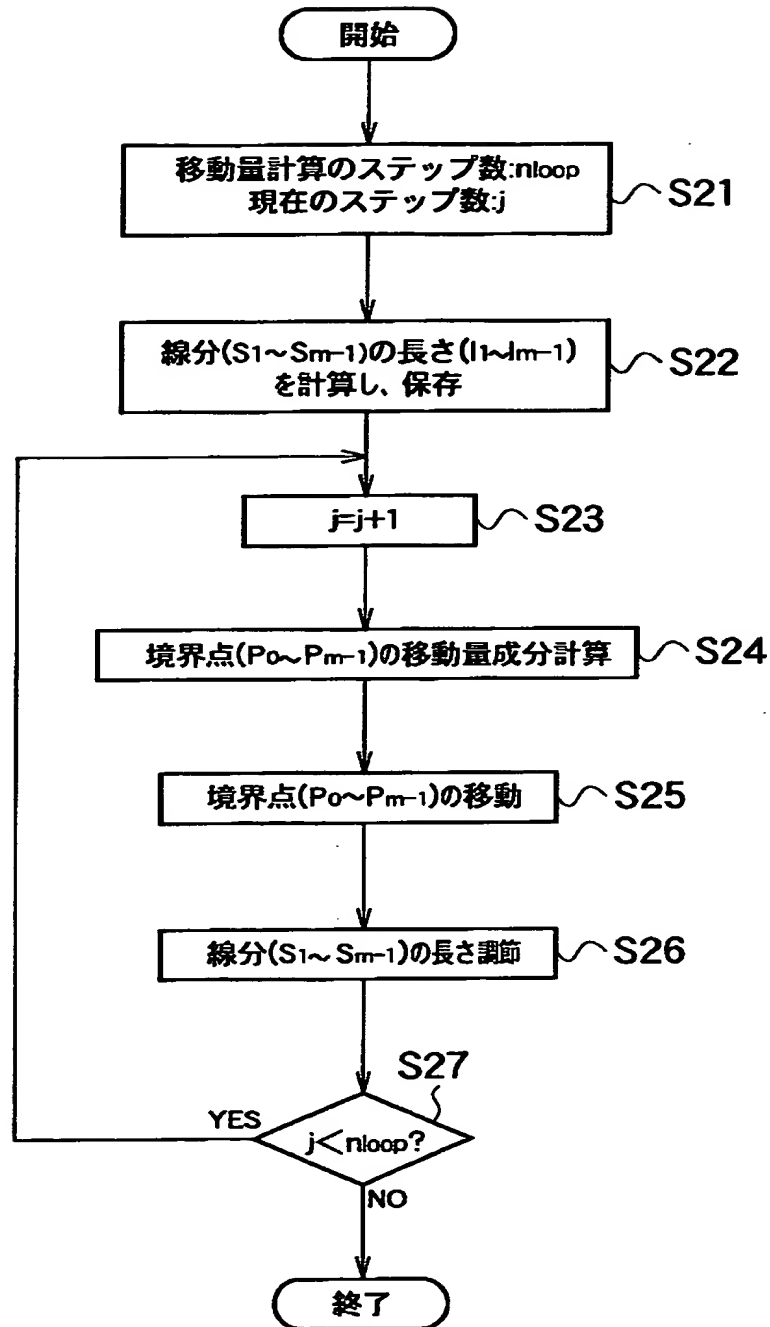 開始
移動量計算のステップ数:nloop
現在のステップ数:j
S21
線分(S1~Sm-1)の長さ(l1~lm-1)
を計算し、保存
S22
j=j+1
S23
境界点(P0~Pm-1)の移動量成分計算
S24
境界点(P0~Pm-1)の移動
S25
線分(S1~Sm-1)の長さ調節
S26
S27
YES
j<nloop?
NO
終了